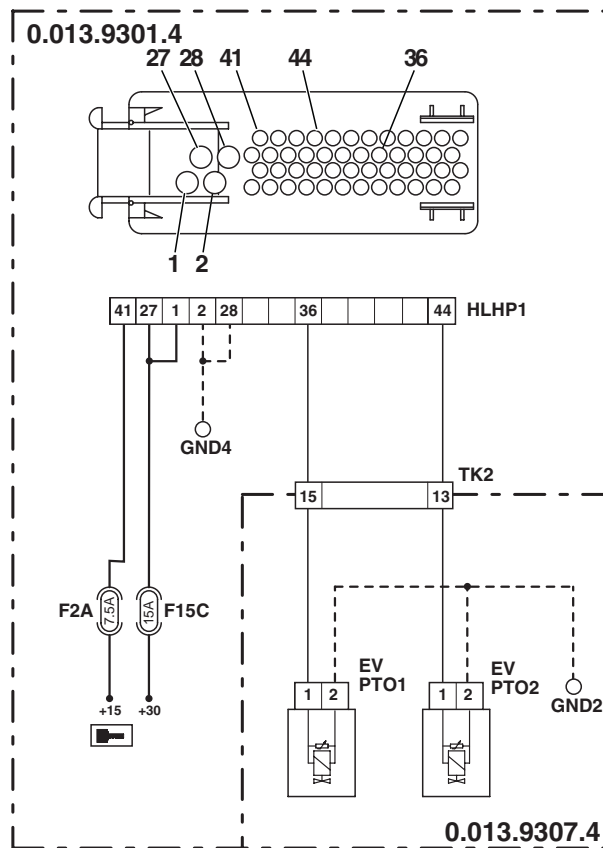 0.013.9301.4
27 28 41 44 36
1 2
41 27 1 2 28 36 44 HLHP1
GND4
TK2
15 13
F2A 7.5A 15A F15C
EV
PTO1
EV
PTO2
1 2 1 2
GND2
+15 +30
0.013.9307.4